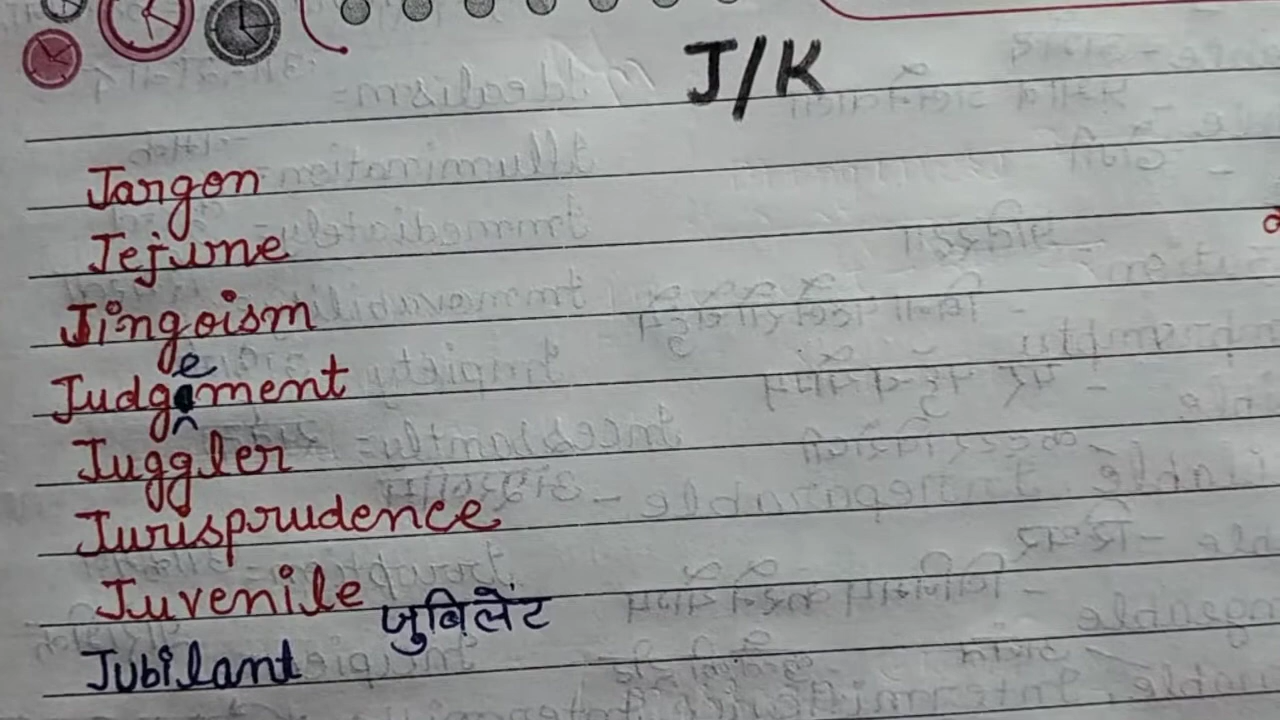 J/K
Jargon
Jejune
Jingoism
Judgement
Juggler
Jurisprudence
Juvenile
Jubilant जुबिलेंट